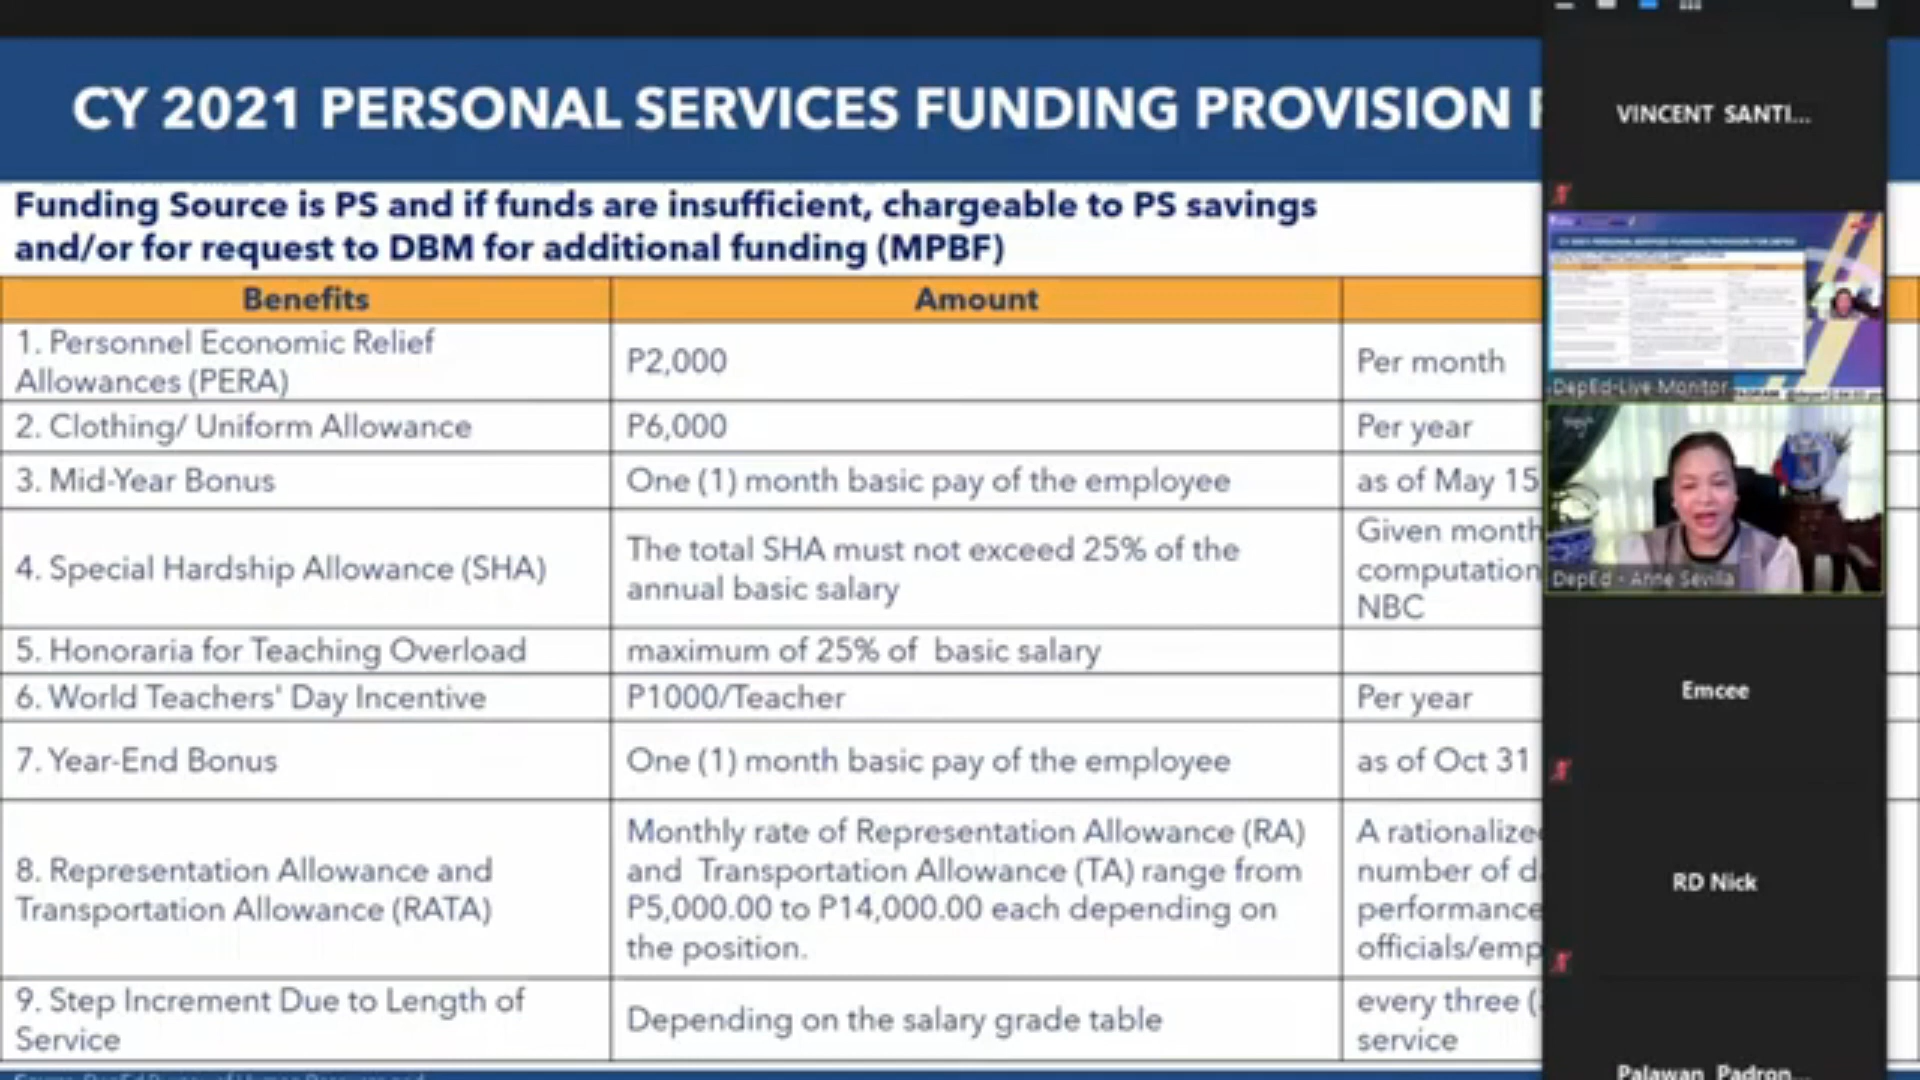 CY 2021 PERSONAL SERVICES FUNDING PROVISION
Funding Source is PS and if funds are insufficient, chargeable to PS savings
and/or for request to DBM for additional funding (MPBF)
Benefits
Amount
1. Personnel Economic Relief
Allowances (PERA)
P2,000
Per month
2. Clothing/ Uniform Allowance
P6,000
Per year
3. Mid-Year Bonus
One (1) month basic pay of the employee
as of May 15
4. Special Hardship Allowance (SHA)
The total SHA must not exceed 25% of the
annual basic salary
Given month
computation
NBC
5. Honoraria for Teaching Overload
maximum of 25% of basic salary
6. World Teachers' Day Incentive
P1000/Teacher
Per year
7. Year-End Bonus
One (1) month basic pay of the employee
as of Oct 31
8. Representation Allowance and
Transportation Allowance (RATA)
Monthly rate of Representation Allowance (RA)
and Transportation Allowance (TA) range from
P5,000.00 to P14,000.00 each depending on
the position.
A rationalize
number of d
performance
officials/emp
9. Step Increment Due to Length of
Service
Depending on the salary grade table
every three (
service
VINCENT SANTI...
CY 2021 PERSONAL SERVICES FUNDING PROVISION FOR DEPED
DepEd-Live Monitor
DepEd - Anne Sevilla
Emcee
RD Nick
Palawan_Padron...